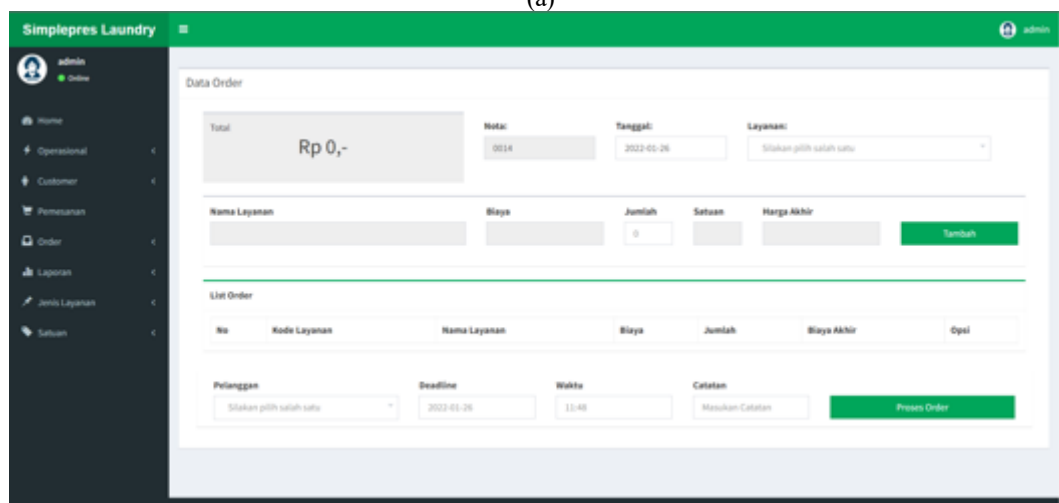 (a)
Simplepres Laundry
admin
admin
Online
Data Order
Home
Operasional
Customer
Pemesanan
Order
Laporan
Jenis Layanan
Satuan
Total
Rp 0,-
Nota: Tanggal: Layanan:
0014 2022-01-26 Silakan pilih salah satu
Nama Layanan Biaya Jumlah Satuan Harga Akhir
0 Tambah
List Order
No Kode Layanan Nama Layanan Biaya Jumlah Biaya Akhir Opsi
Pelanggan Deadline Waktu Catatan
Silakan pilih salah satu 2022-01-26 11:48 Masukan Catatan Proses Order